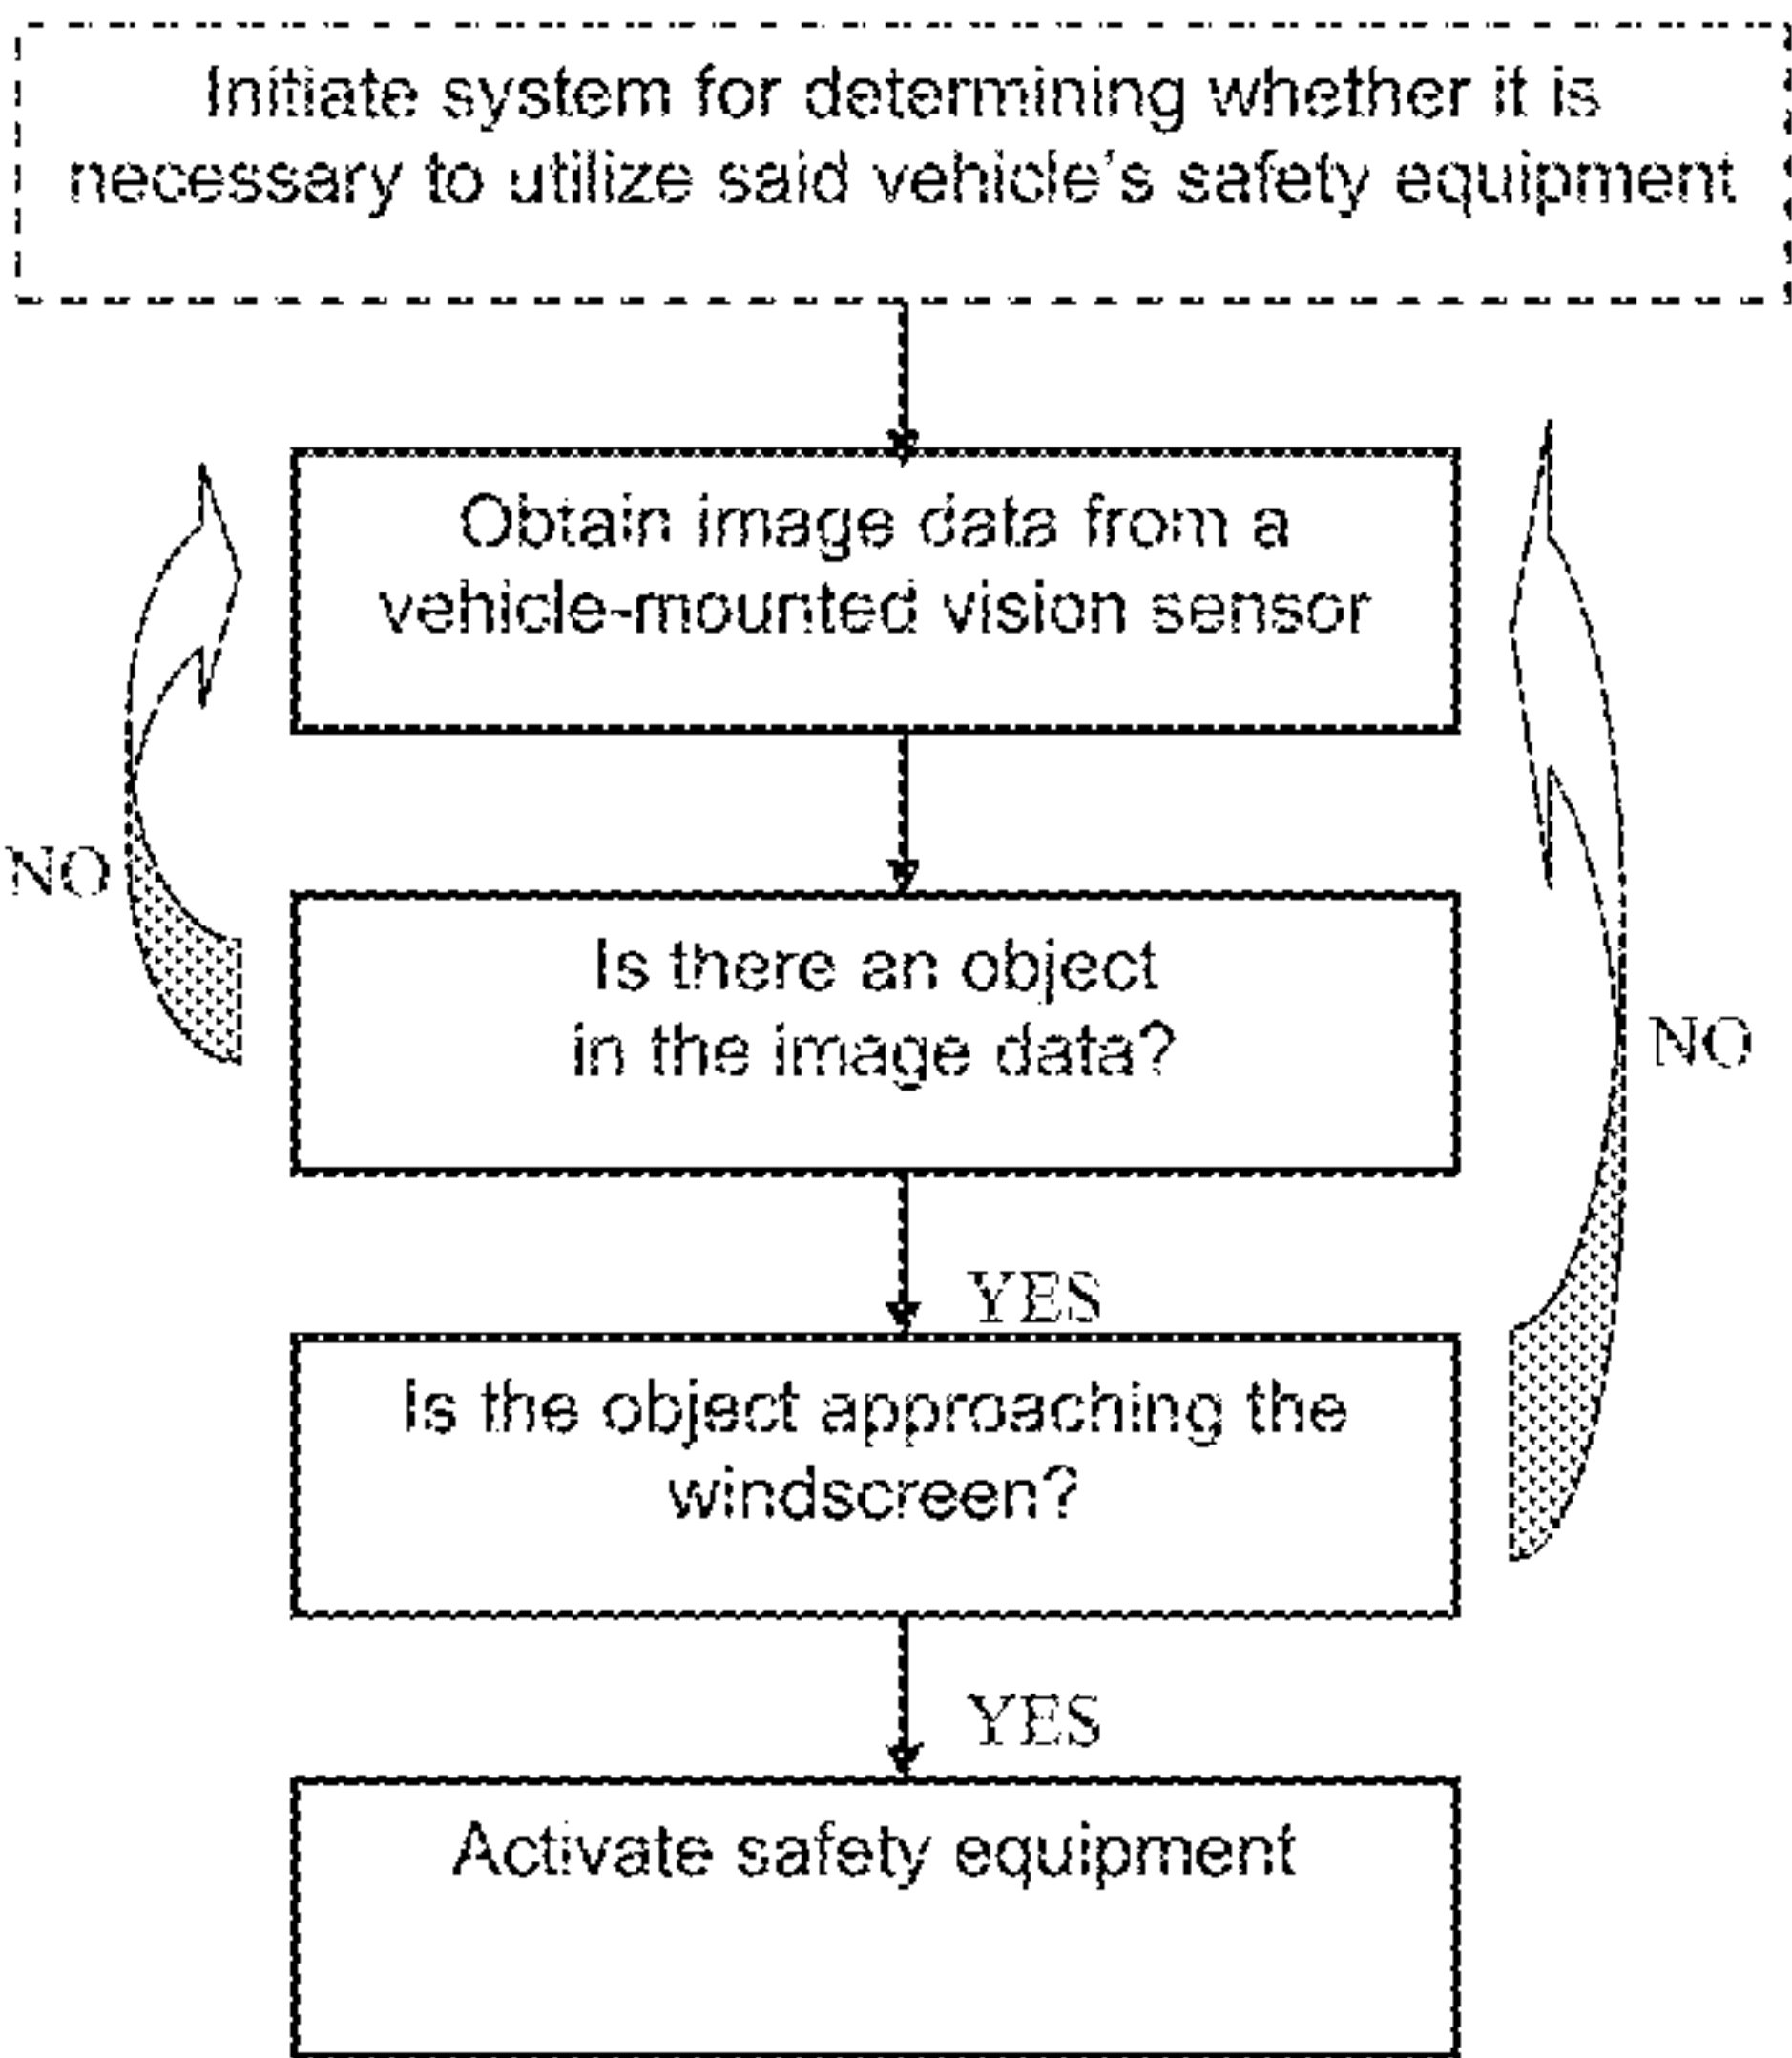 Initiate system for determining whether it is
necessary to utilize said vehicle's safety equipment
Obtain image data from a
vehicle-mounted vision sensor
NO
Is there an object
in the image data?
NO
YES
Is the object approaching the
windscreen?
YES
Activate safety equipment